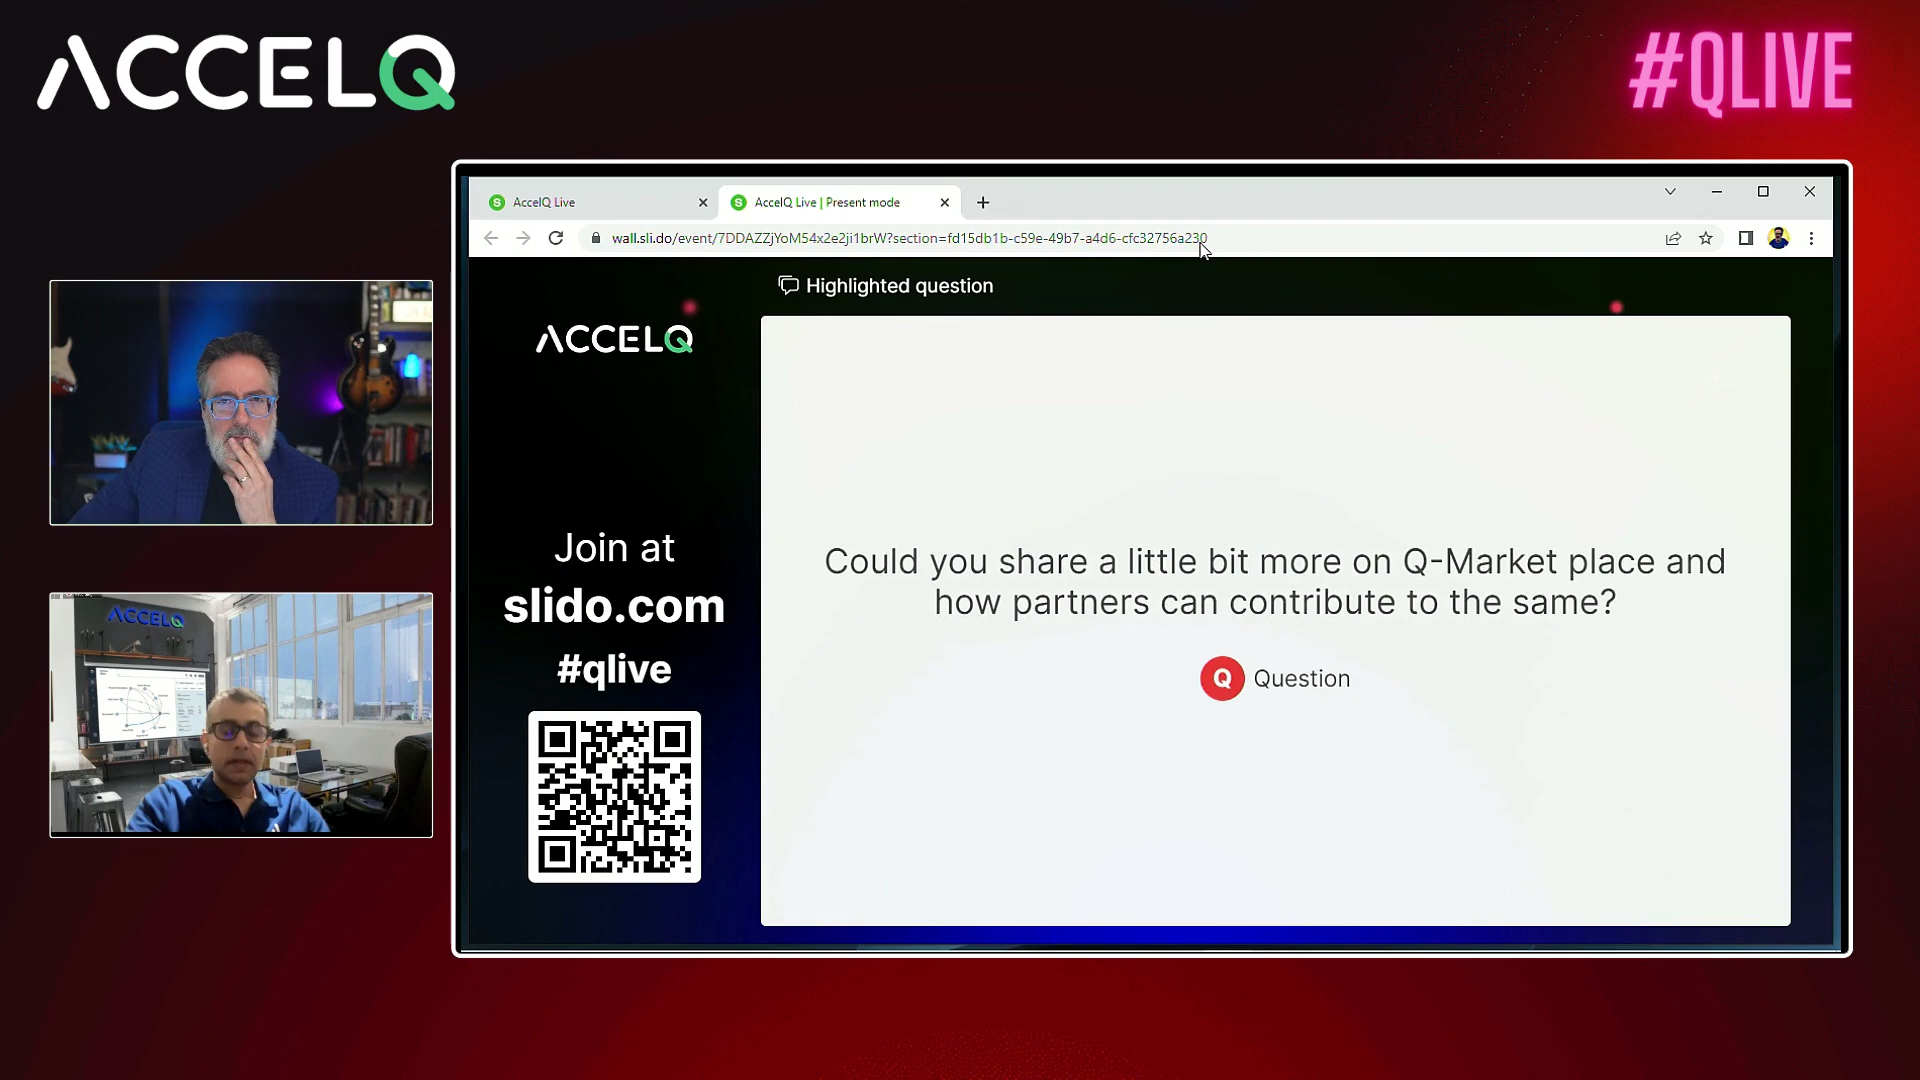 ACCELQ
#QLIVE
AccelQ Live
AccelQ Live | Present mode
wall.sli.do/event/7DDAZZjYoM54x2e2ji1brW?section=fd15db1b-c59e-49b7-a4d6-cfc32756a230
Highlighted question
ACCELQ
Join at
slido.com
#qlive
Could you share a little bit more on Q-Market place and
how partners can contribute to the same?
Q Question
ACCELQ